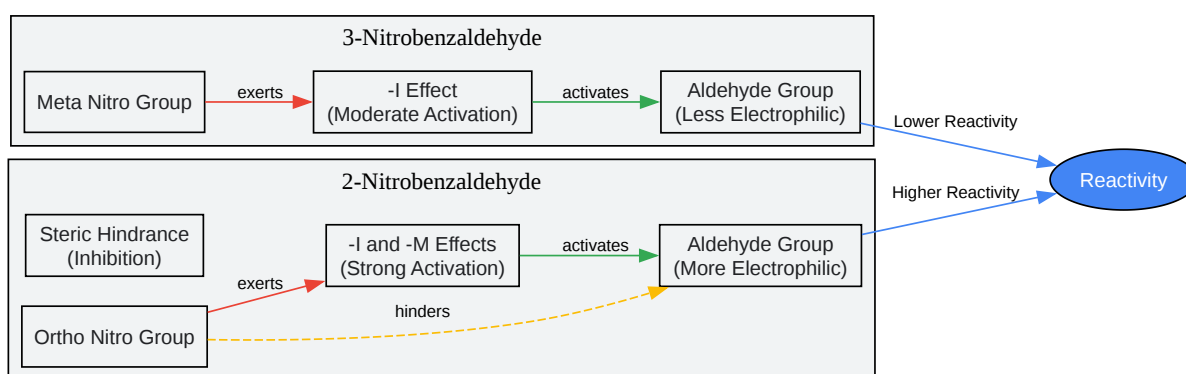 3-Nitrobenzaldehyde
Meta Nitro Group
exerts
-I Effect
(Moderate Activation)
activates
Aldehyde Group
(Less Electrophilic)
Lower Reactivity
2-Nitrobenzaldehyde
Steric Hindrance
(Inhibition)
Ortho Nitro Group
exerts
-I and -M Effects
(Strong Activation)
activates
hinders
Aldehyde Group
(More Electrophilic)
Higher Reactivity
Reactivity